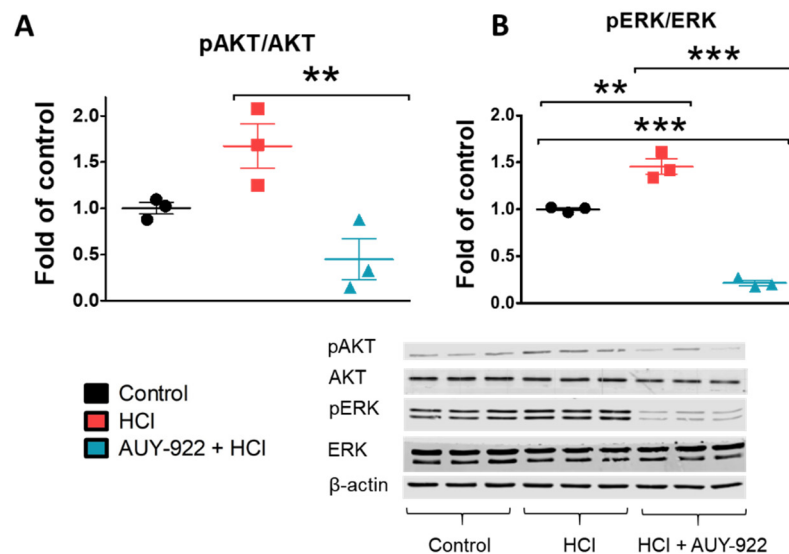 A
pAKT/AKT
**
Fold of control
2.0
1.5
1.0
0.5
0.0
B
pERK/ERK
***
**
***
Fold of control
2.0
1.5
1.0
0.5
0.0
Control
HCl
AUY-922 + HCl
pAKT
AKT
pERK
ERK
β-actin
Control HCl HCl + AUY-922